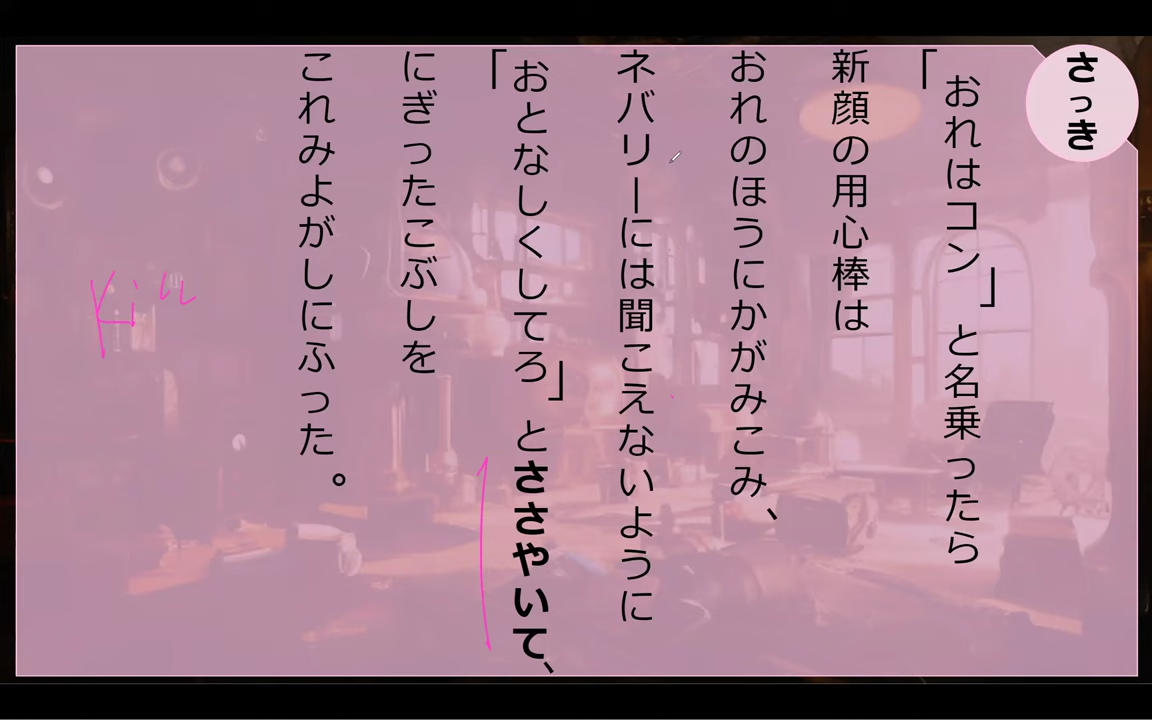 さっき
「おれはコン」と名乗ったら
新顔の用心棒は
おれのほうにかがみこみ、
ネバリーには聞こえないように
「おとなしくしてろ」とささやいて、
にぎったこぶしを
これみよがしにふった。
Kill